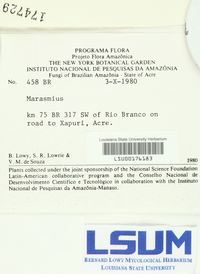 144729
PROGRAMA FLORA
Projeto Flora Amazônica
THE NEW YORK BOTANICAL GARDEN
INSTITUTO NACIONAL DE PESQUISAS DA AMAZÔNIA
Fungi of Brazilian Amazônia - State of Acre
No. 458 BR 3-X-1980
Marasmius
km 75 BR 317 SW of Rio Branco on
road to Xapuri, Acre.
Louisiana State University Herbarium
LSU00176183
B. Lowy, S. R. Lowrie &
V. M. de Souza 1980
Plants collected under the joint sponsorship of the National Science Foundation
Latin-American collaborative program and the Conselho Nacional de
Desenvolvimento Científico e Tecnológico in collaboration with the Instituto
Nacional de Pesquisas da Amazônia-Manaus.
LSUM
BERNARD LOWY MYCOLOGICAL HERBARIUM
LOUISIANA STATE UNIVERSITY